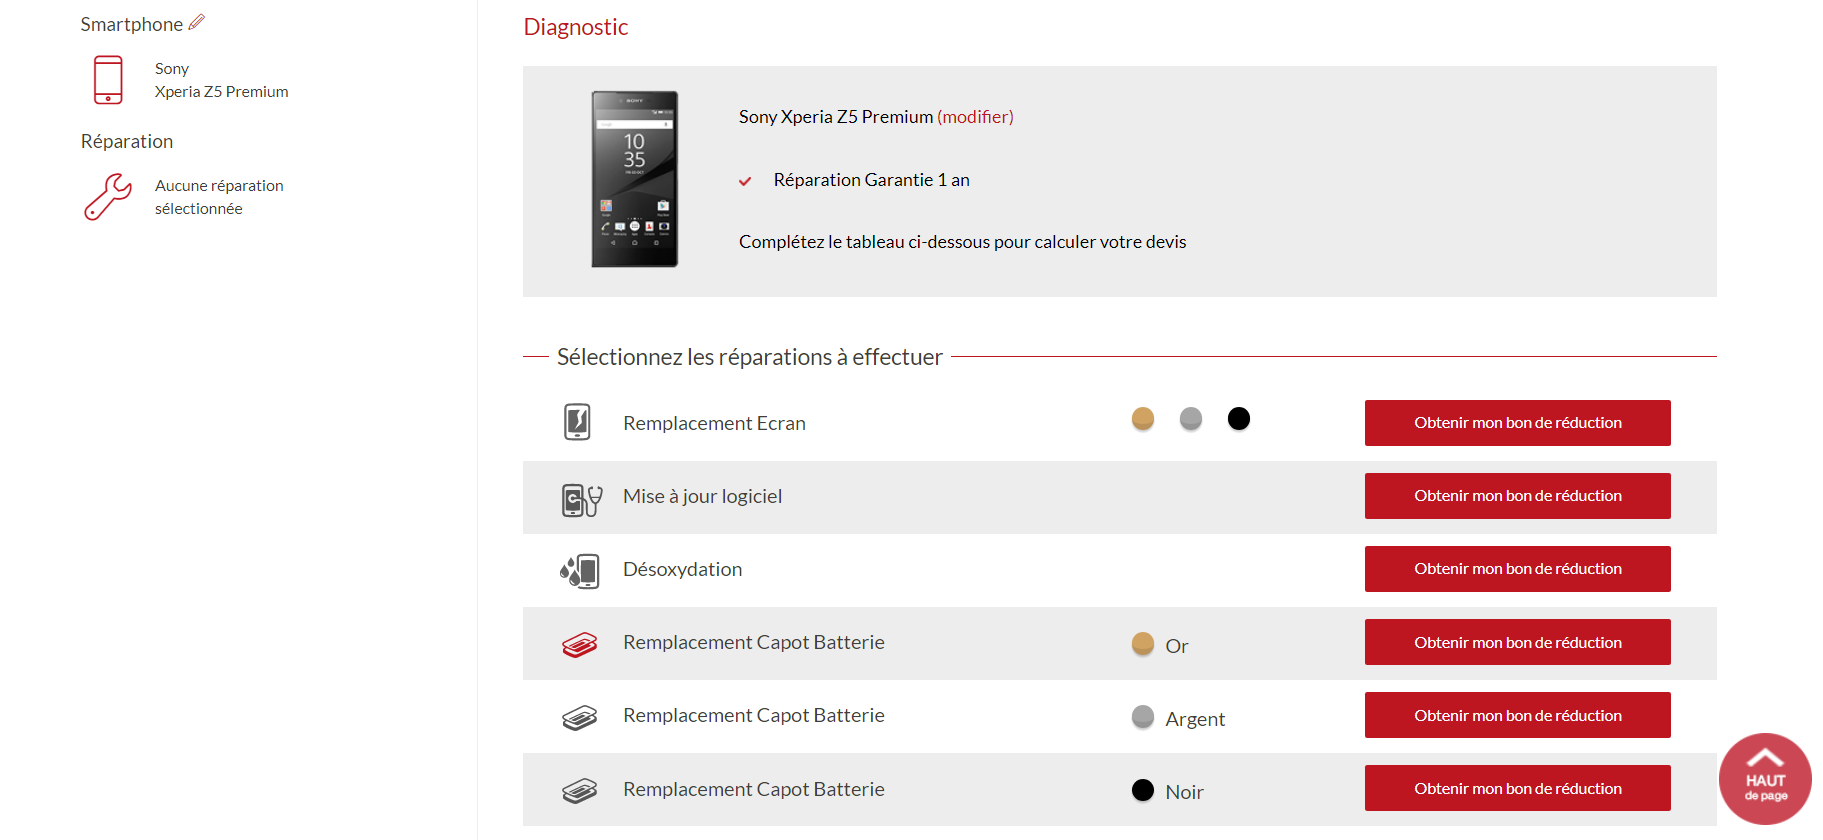 Smartphone
Sony
Xperia Z5 Premium
Réparation
Aucune réparation
sélectionnée
Diagnostic
SONY
10
35
Sony Xperia Z5 Premium (modifier)
Réparation Garantie 1 an
Complétez le tableau ci-dessous pour calculer votre devis
Sélectionnez les réparations à effectuer
Remplacement Ecran
Obtenir mon bon de réduction
Mise à jour logiciel
Obtenir mon bon de réduction
Désoxydation
Obtenir mon bon de réduction
Remplacement Capot Batterie
Or
Obtenir mon bon de réduction
Remplacement Capot Batterie
Argent
Obtenir mon bon de réduction
Remplacement Capot Batterie
Noir
Obtenir mon bon de réduction
HAUT
de page